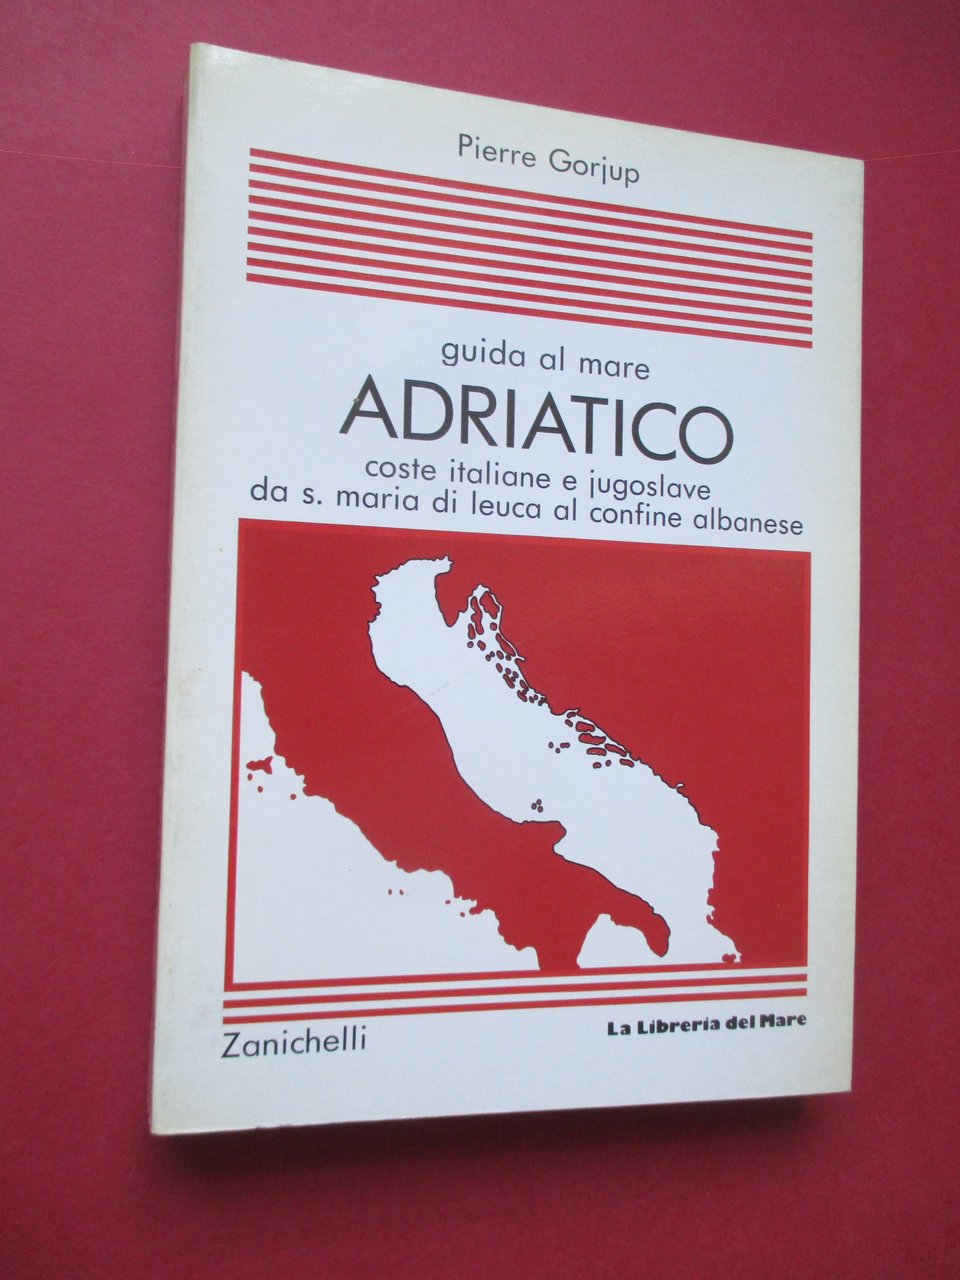 Pierre Gorjup
guida al mare
ADRIATICO
coste italiane e jugoslave
da s. maria di leuca al confine albanese
Zanichelli
La Libreria del Mare